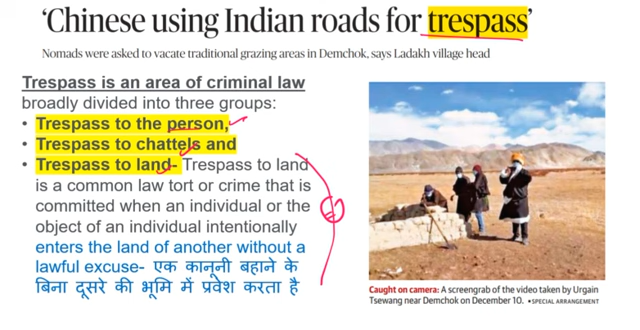 ‘Chinese using Indian roads for trespass’
Nomads were asked to vacate traditional grazing areas in Demchok, says Ladakh village head
Trespass is an area of criminal law
broadly divided into three groups:
• Trespass to the person,
• Trespass to chattels and
• Trespass to land- Trespass to land
is a common law tort or crime that is
committed when an individual or the
object of an individual intentionally
enters the land of another without a
lawful excuse- एक कानूनी बहाने के
बिना दूसरे की भूमि में प्रवेश करता है
Caught on camera: A screengrab of the video taken by Urgain
Tsewang near Demchok on December 10. • SPECIAL ARRANGEMENT